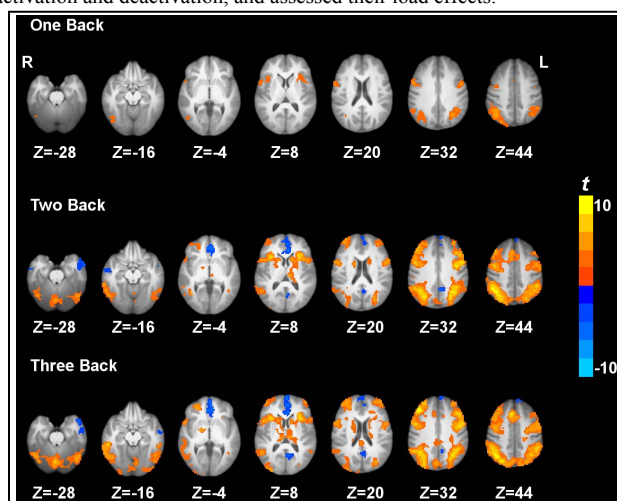 activation and deactivation, and assessed their load effects.
One Back
R L
Z=-28 Z=-16 Z=-4 Z=8 Z=20 Z=32 Z=44
t
10
Two Back
Z=-28 Z=-16 Z=-4 Z=8 Z=20 Z=32 Z=44
-10
Three Back
Z=-28 Z=-16 Z=-4 Z=8 Z=20 Z=32 Z=44